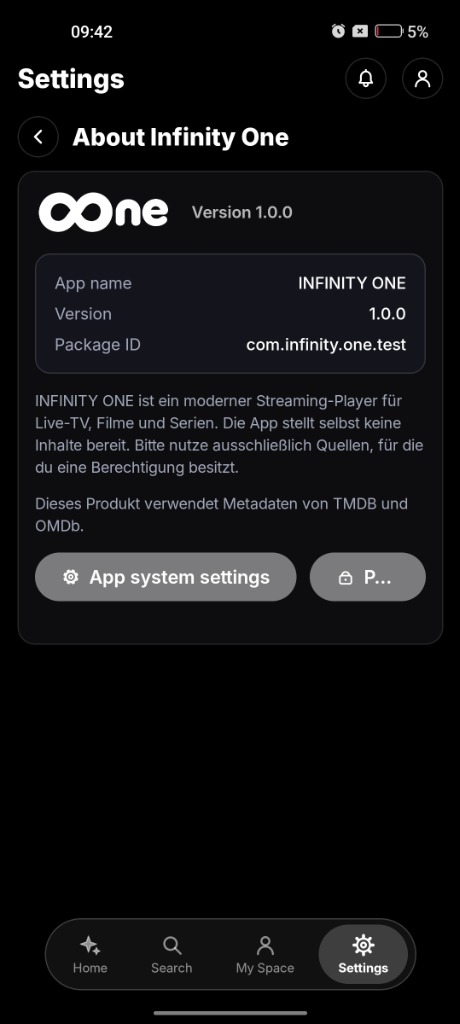 09:42
5%
Settings
About Infinity One
one Version 1.0.0
App name INFINITY ONE
Version 1.0.0
Package ID com.infinity.one.test
INFINITY ONE ist ein moderner Streaming-Player für
Live-TV, Filme und Serien. Die App stellt selbst keine
Inhalte bereit. Bitte nutze ausschließlich Quellen, für die
du eine Berechtigung besitzt.
Dieses Produkt verwendet Metadaten von TMDB und
OMDb.
App system settings
P...
Home
Search
My Space
Settings